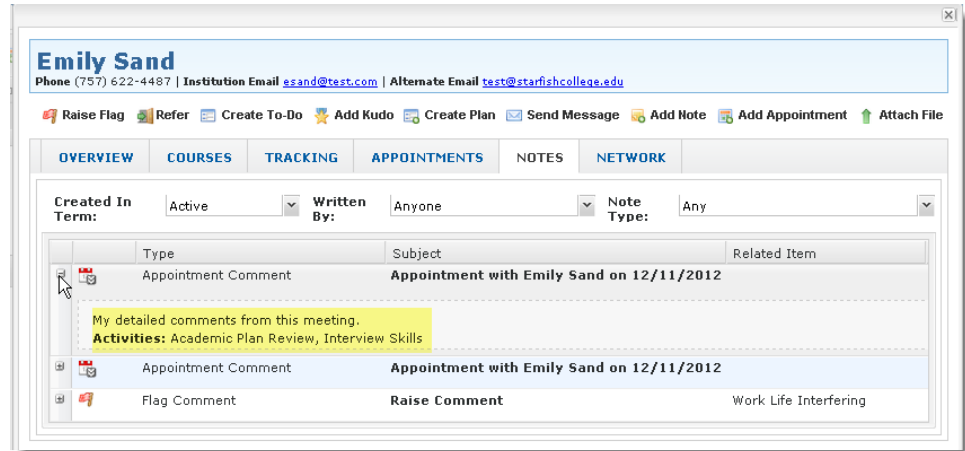 Emily Sand
Phone (757) 622-4487 | Institution Email esand@test.com | Alternate Email test@starfishcollege.edu
Raise Flag Refer Create To-Do Add Kudo Create Plan Send Message Add Note Add Appointment Attach File
OVERVIEW COURSES TRACKING APPOINTMENTS NOTES NETWORK
Created In Term: Active Written By: Anyone Note Type: Any
Type Subject Related Item
Appointment Comment Appointment with Emily Sand on 12/11/2012
My detailed comments from this meeting.
Activities: Academic Plan Review, Interview Skills
Appointment Comment Appointment with Emily Sand on 12/11/2012
Flag Comment Raise Comment Work Life Interfering